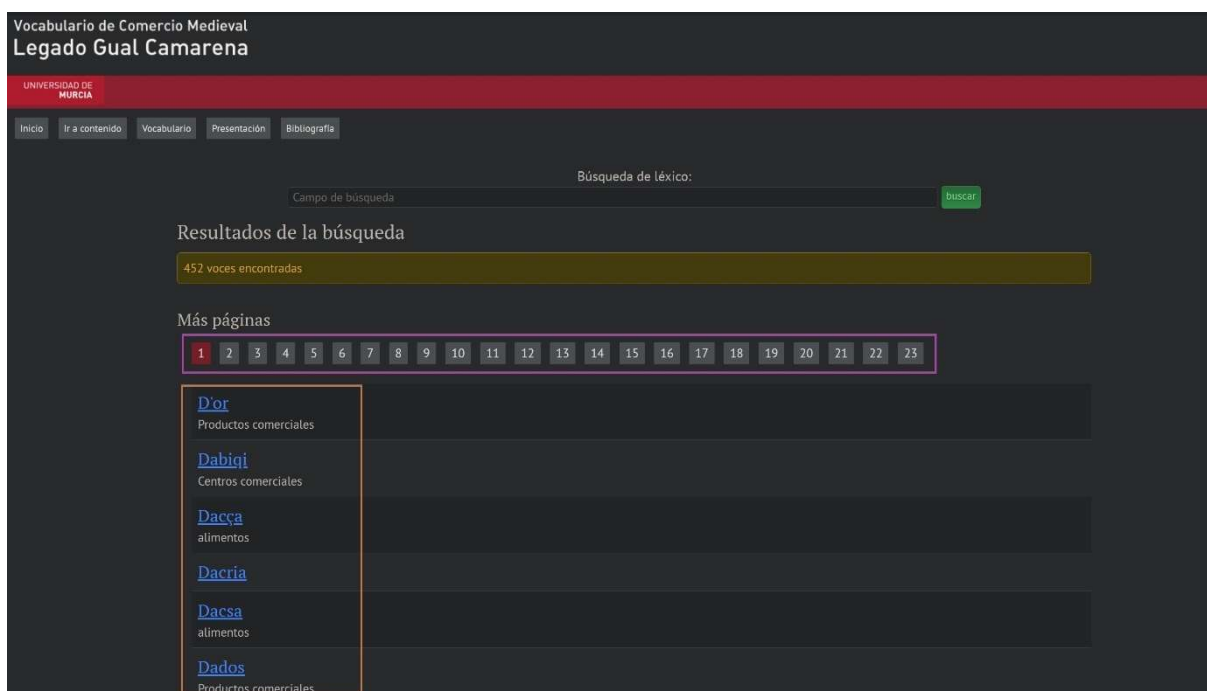 Vocabulario de Comercio Medieval
Legado Gual Camarena
UNIVERSIDAD DE
MURCIA
Inicio Ir a contenido Vocabulario Presentación Bibliografía
Búsqueda de léxico:
Campo de búsqueda buscar
Resultados de la búsqueda
452 voces encontradas
Más páginas
1 2 3 4 5 6 7 8 9 10 11 12 13 14 15 16 17 18 19 20 21 22 23
D'or
Productos comerciales
Dabiqi
Centros comerciales
Dacça
alimentos
Dacria
Dacsa
alimentos
Dados
Productos comerciales